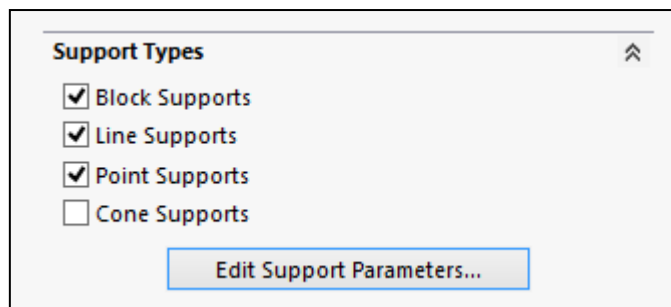 Support Types
Block Supports
Line Supports
Point Supports
Cone Supports
Edit Support Parameters...